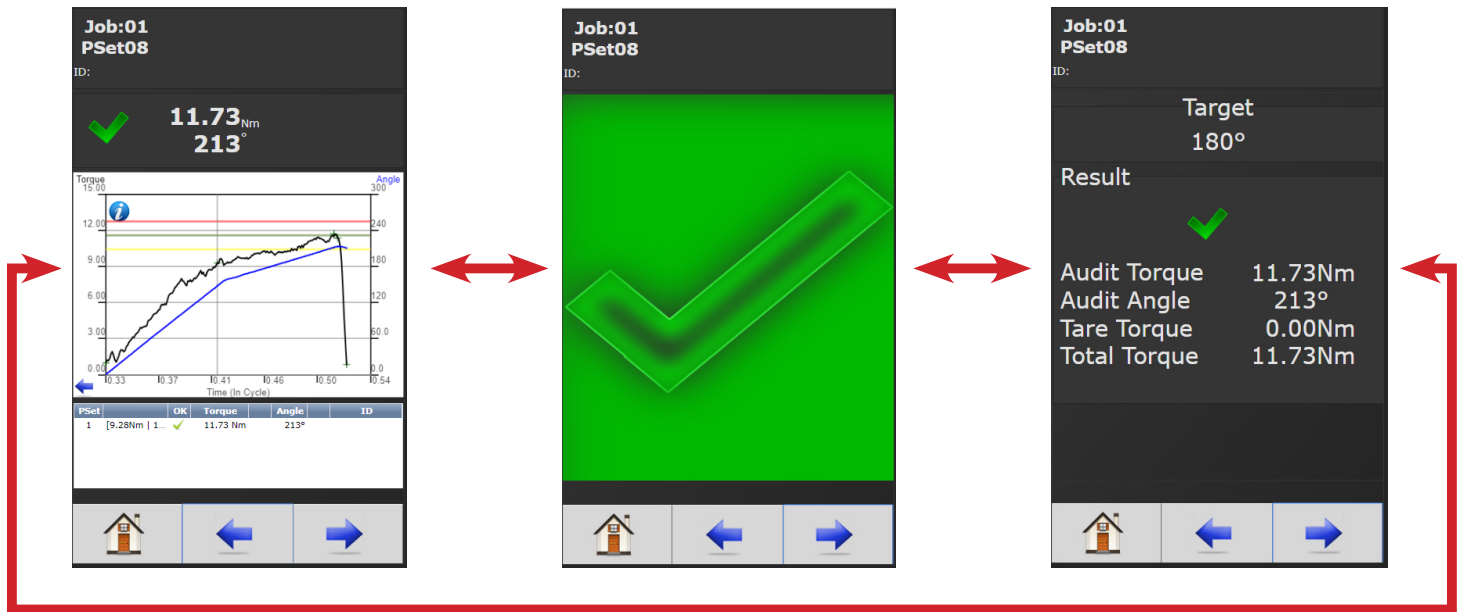 Job:01
PSet08
ID:
11.73Nm
213°
Torque Angle
15.00 300
12.00 240
9.00 180
6.00 120
3.00 60.0
0.00 0.0
0.33 0.37 0.41 0.46 0.50 0.54
Time (In Cycle)
PSet OK Torque Angle ID
1 [9.28Nm | 1... 11.73 Nm 213°
Job:01
PSet08
ID:
Job:01
PSet08
ID:
Target
180°
Result
Audit Torque 11.73Nm
Audit Angle 213°
Tare Torque 0.00Nm
Total Torque 11.73Nm